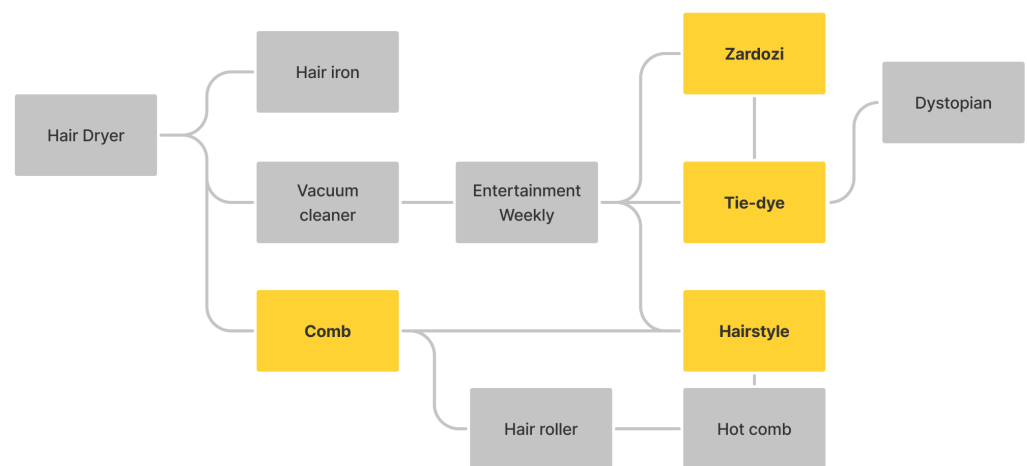 Hair Dryer
Hair iron
Vacuum
cleaner
Comb
Entertainment
Weekly
Hair roller
Zardozi
Tie-dye
Hairstyle
Hot comb
Dystopian